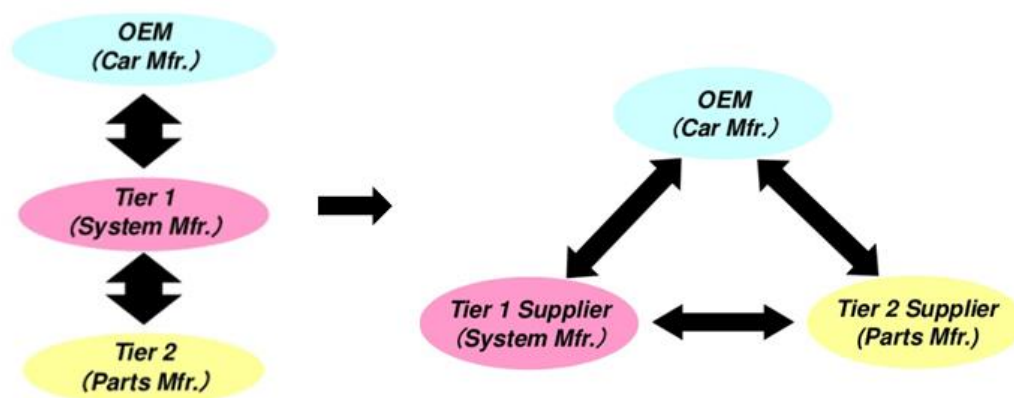 OEM
(Car Mfr.)
Tier 1
(System Mfr.)
Tier 2
(Parts Mfr.)
OEM
(Car Mfr.)
Tier 1 Supplier
(System Mfr.)
Tier 2 Supplier
(Parts Mfr.)